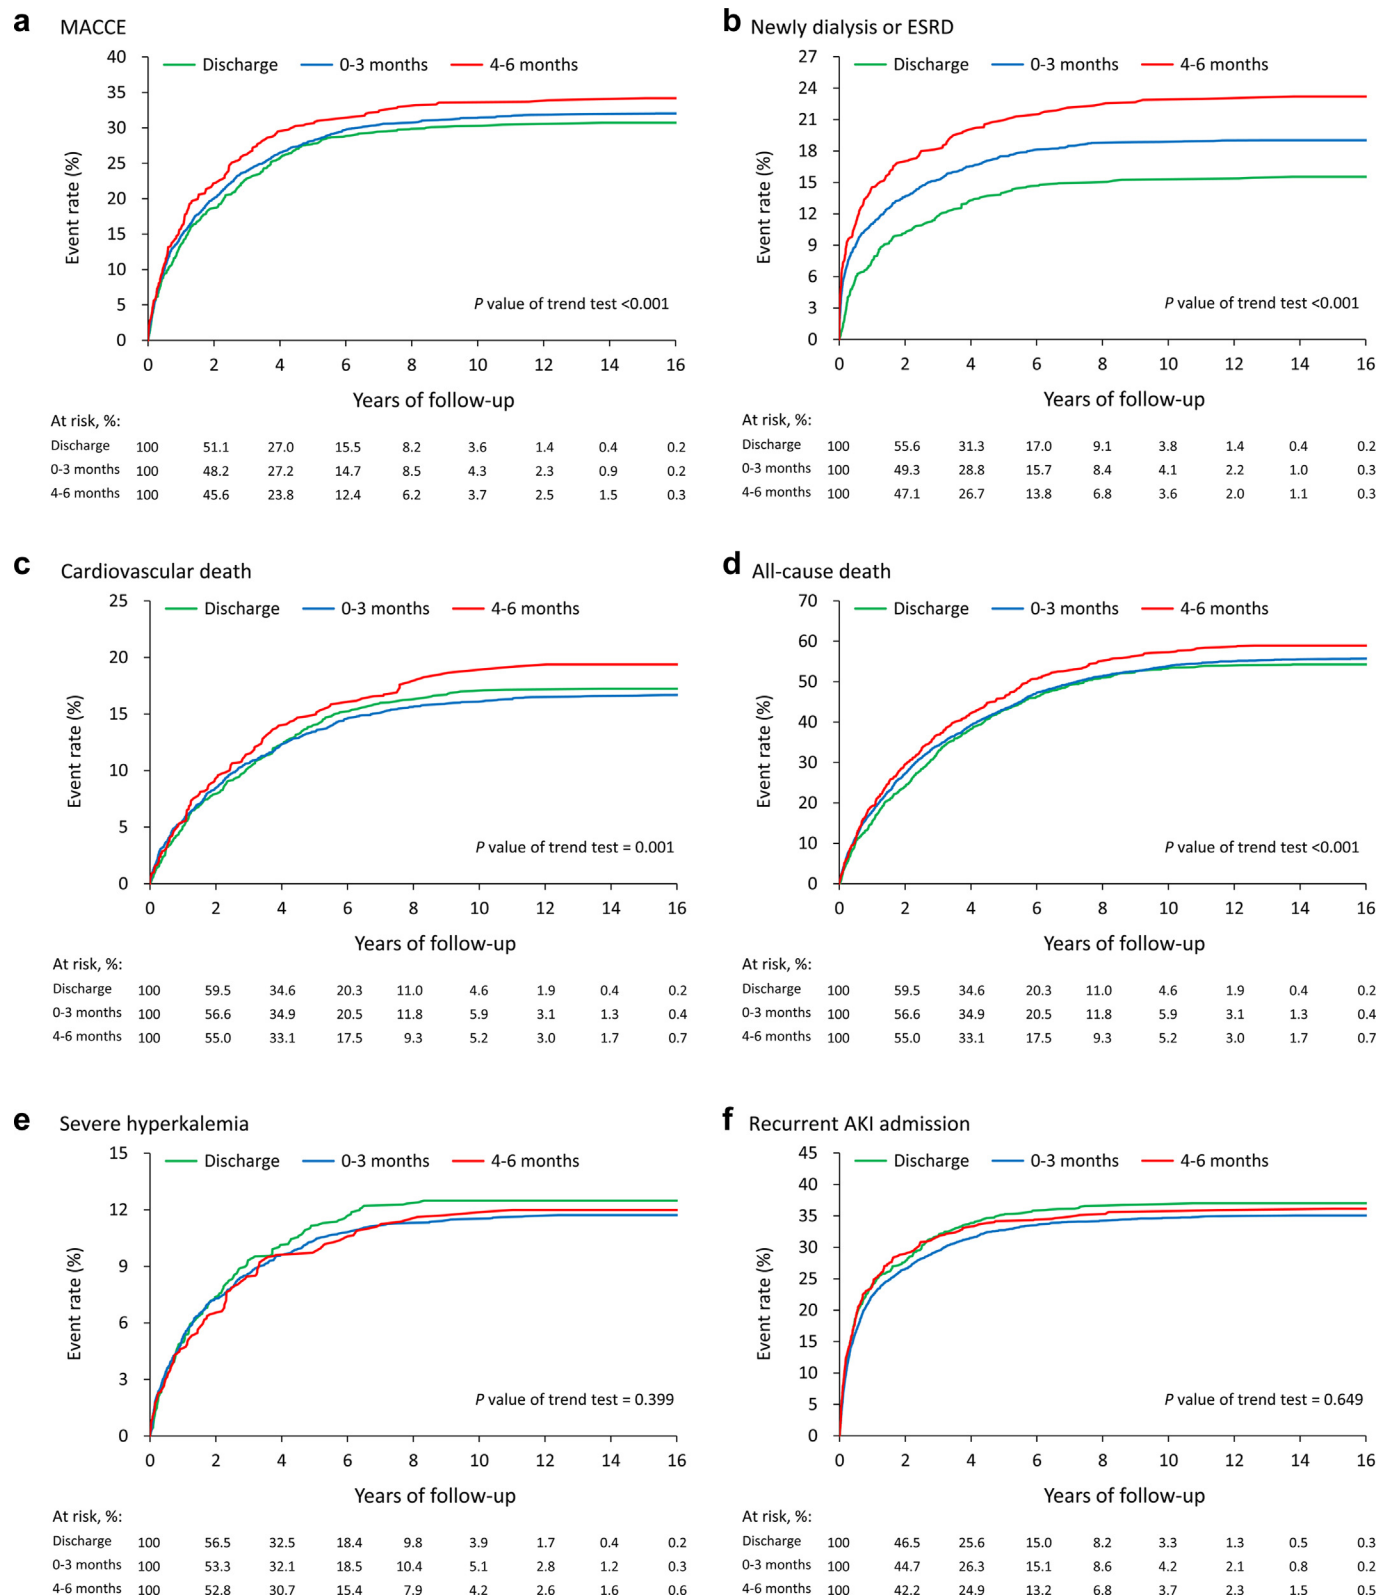 a MACCE
Discharge 0-3 months 4-6 months
40
35
30
25
20
15
10
5
0
Event rate (%)
P value of trend test <0.001
0 2 4 6 8 10 12 14 16
Years of follow-up
At risk, %:
Discharge 100 51.1 27.0 15.5 8.2 3.6 1.4 0.4 0.2
0-3 months 100 48.2 27.2 14.7 8.5 4.3 2.3 0.9 0.2
4-6 months 100 45.6 23.8 12.4 6.2 3.7 2.5 1.5 0.3
b Newly dialysis or ESRD
Discharge 0-3 months 4-6 months
27
24
21
18
15
12
9
6
3
0
Event rate (%)
P value of trend test <0.001
0 2 4 6 8 10 12 14 16
Years of follow-up
At risk, %:
Discharge 100 55.6 31.3 17.0 9.1 3.8 1.4 0.4 0.2
0-3 months 100 49.3 28.8 15.7 8.4 4.1 2.2 1.0 0.3
4-6 months 100 47.1 26.7 13.8 6.8 3.6 2.0 1.1 0.3
c Cardiovascular death
Discharge 0-3 months 4-6 months
25
20
15
10
5
0
Event rate (%)
P value of trend test = 0.001
0 2 4 6 8 10 12 14 16
Years of follow-up
At risk, %:
Discharge 100 59.5 34.6 20.3 11.0 4.6 1.9 0.4 0.2
0-3 months 100 56.6 34.9 20.5 11.8 5.9 3.1 1.3 0.4
4-6 months 100 55.0 33.1 17.5 9.3 5.2 3.0 1.7 0.7
d All-cause death
Discharge 0-3 months 4-6 months
70
60
50
40
30
20
10
0
Event rate (%)
P value of trend test <0.001
0 2 4 6 8 10 12 14 16
Years of follow-up
At risk, %:
Discharge 100 59.5 34.6 20.3 11.0 4.6 1.9 0.4 0.2
0-3 months 100 56.6 34.9 20.5 11.8 5.9 3.1 1.3 0.4
4-6 months 100 55.0 33.1 17.5 9.3 5.2 3.0 1.7 0.7
e Severe hyperkalemia
Discharge 0-3 months 4-6 months
15
12
9
6
3
0
Event rate (%)
P value of trend test = 0.399
0 2 4 6 8 10 12 14 16
Years of follow-up
At risk, %:
Discharge 100 56.5 32.5 18.4 9.8 3.9 1.7 0.4 0.2
0-3 months 100 53.3 32.1 18.5 10.4 5.1 2.8 1.2 0.3
4-6 months 100 52.8 30.7 15.4 7.9 4.2 2.6 1.6 0.6
f Recurrent AKI admission
Discharge 0-3 months 4-6 months
45
40
35
30
25
20
15
10
5
0
Event rate (%)
P value of trend test = 0.649
0 2 4 6 8 10 12 14 16
Years of follow-up
At risk, %:
Discharge 100 46.5 25.6 15.0 8.2 3.3 1.3 0.5 0.3
0-3 months 100 44.7 26.3 15.1 8.6 4.2 2.1 0.8 0.2
4-6 months 100 42.2 24.9 13.2 6.8 3.7 2.3 1.5 0.5